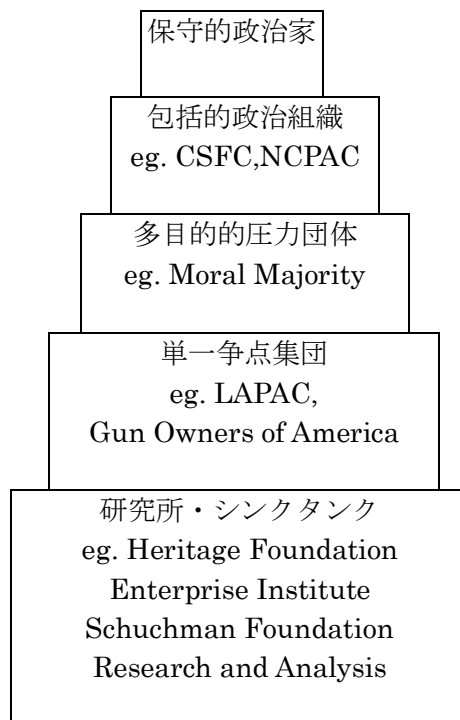 保守的政治家
包括的政治組織
eg. CSFC,NCPAC
多目的的圧力団体
eg. Moral Majority
単一争点集団
eg. LAPAC,
Gun Owners of America
研究所・シンクタンク
eg. Heritage Foundation
Enterprise Institute
Schuchman Foundation
Research and Analysis